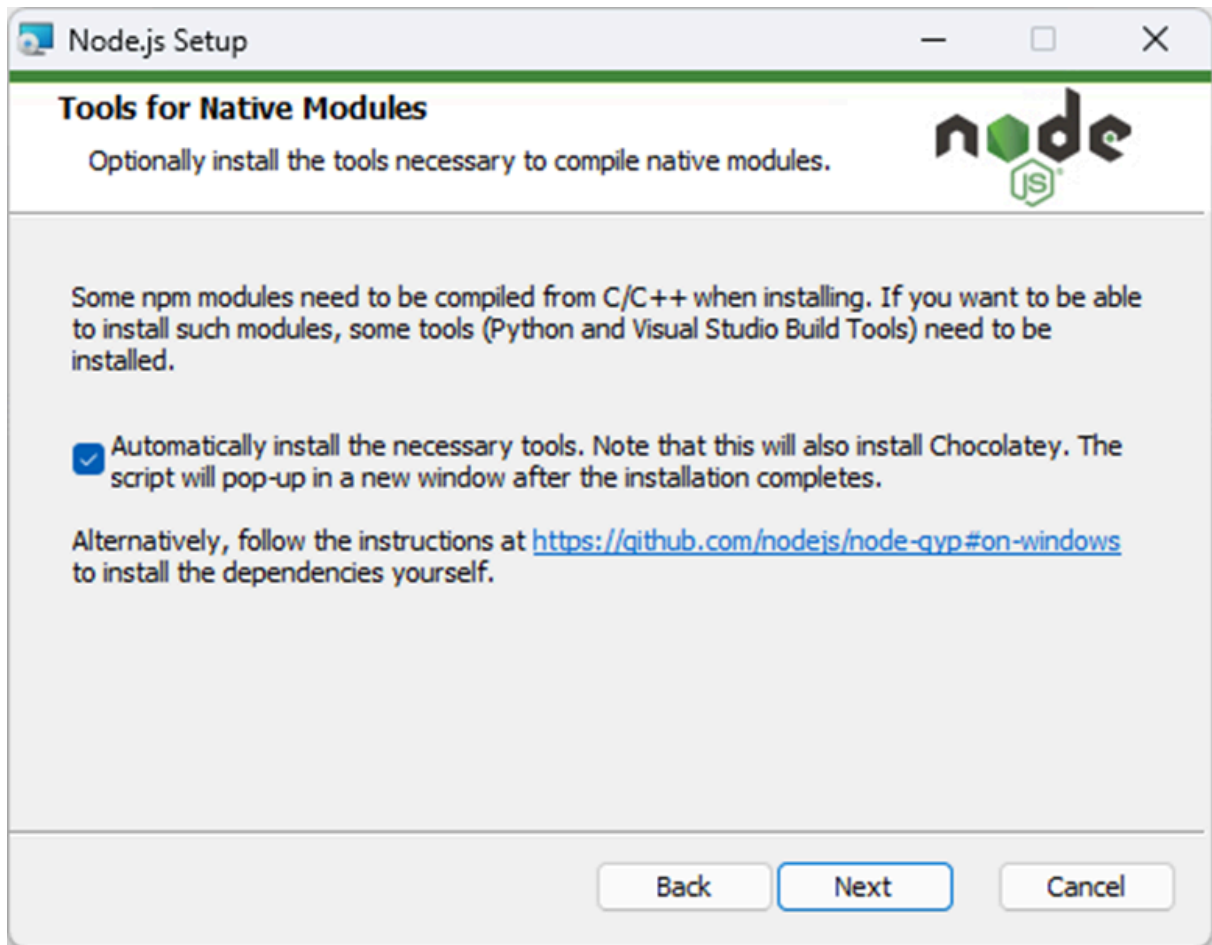 Node.js Setup
Tools for Native Modules
Optionally install the tools necessary to compile native modules.
node
JS
Some npm modules need to be compiled from C/C++ when installing. If you want to be able
to install such modules, some tools (Python and Visual Studio Build Tools) need to be
installed.
Automatically install the necessary tools. Note that this will also install Chocolatey. The
script will pop-up in a new window after the installation completes.
Alternatively, follow the instructions at https://github.com/nodejs/node-gyp#on-windows
to install the dependencies yourself.
Back Next Cancel